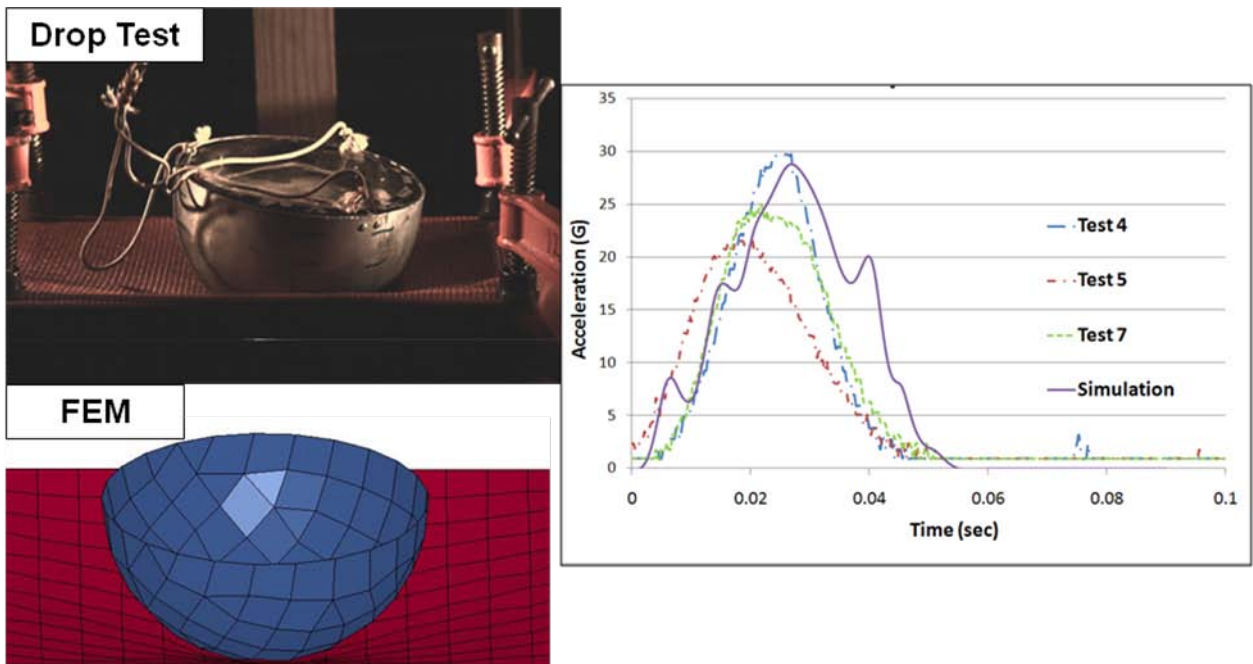 Drop Test
FEM
35
30
25
20
15
10
5
0
Acceleration (G)
0
0.02
0.04
0.06
0.08
0.1
Time (sec)
Test 4
Test 5
Test 7
Simulation